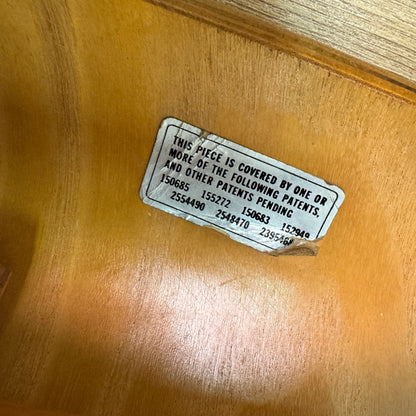 THIS PIECE IS COVERED BY ONE OR
MORE OF THE FOLLOWING PATENTS,
AND OTHER PATENTS PENDING
150685 155272 150683 152949
2554490 2548470 2395468